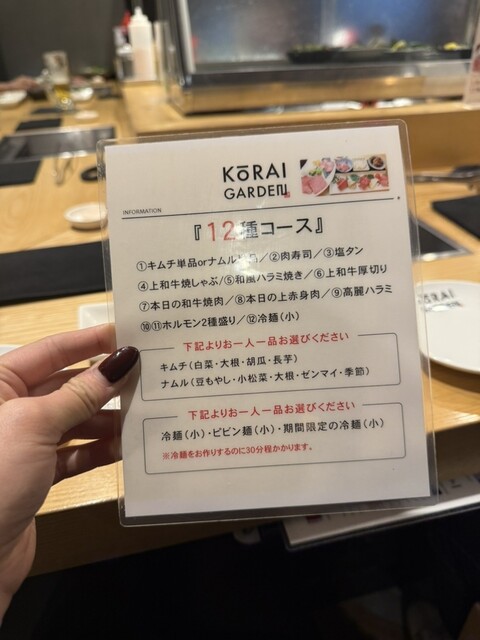 KōRAI
GARDEN
INFORMATION
『12種コース』
①キムチ単品orナムル単品／②肉寿司／③塩タン
④上和牛焼しゃぶ/⑤和風ハラミ焼き／⑥上和牛厚切り
⑦本日の和牛焼肉／⑧本日の上赤身肉／⑨高麗ハラミ
⑩⑪ホルモン2種盛り／⑫冷麺（小）
下記よりお一人一品お選びください
キムチ（白菜・大根・胡瓜・長芋）
ナムル（豆もやし・小松菜・大根・ゼンマイ・季節）
下記よりお一人一品お選びください
冷麺（小）・ビビン麺（小）・期間限定の冷麺（小）
※冷麺をお作りするのに30分程かかります。
KōRAI